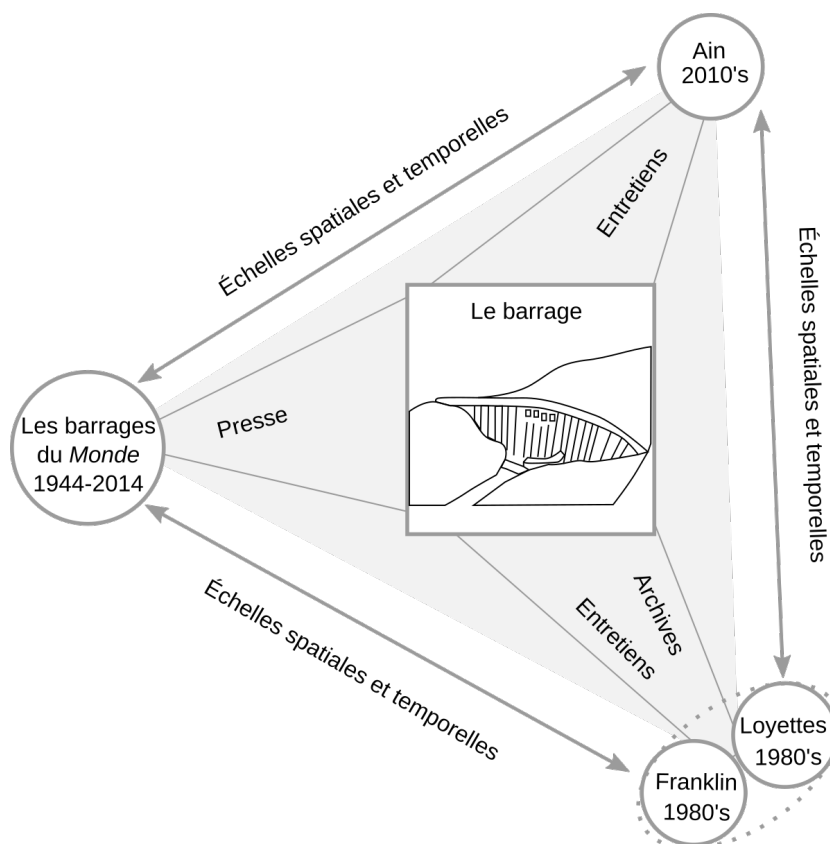 Ain
2010's
Échelles spatiales et temporelles
Entretiens
Échelles spatiales et temporelles
Le barrage
Les barrages
du Monde
1944-2014
Presse
Échelles spatiales et temporelles
Archives
Entretiens
Loyettes
1980's
Franklin
1980's